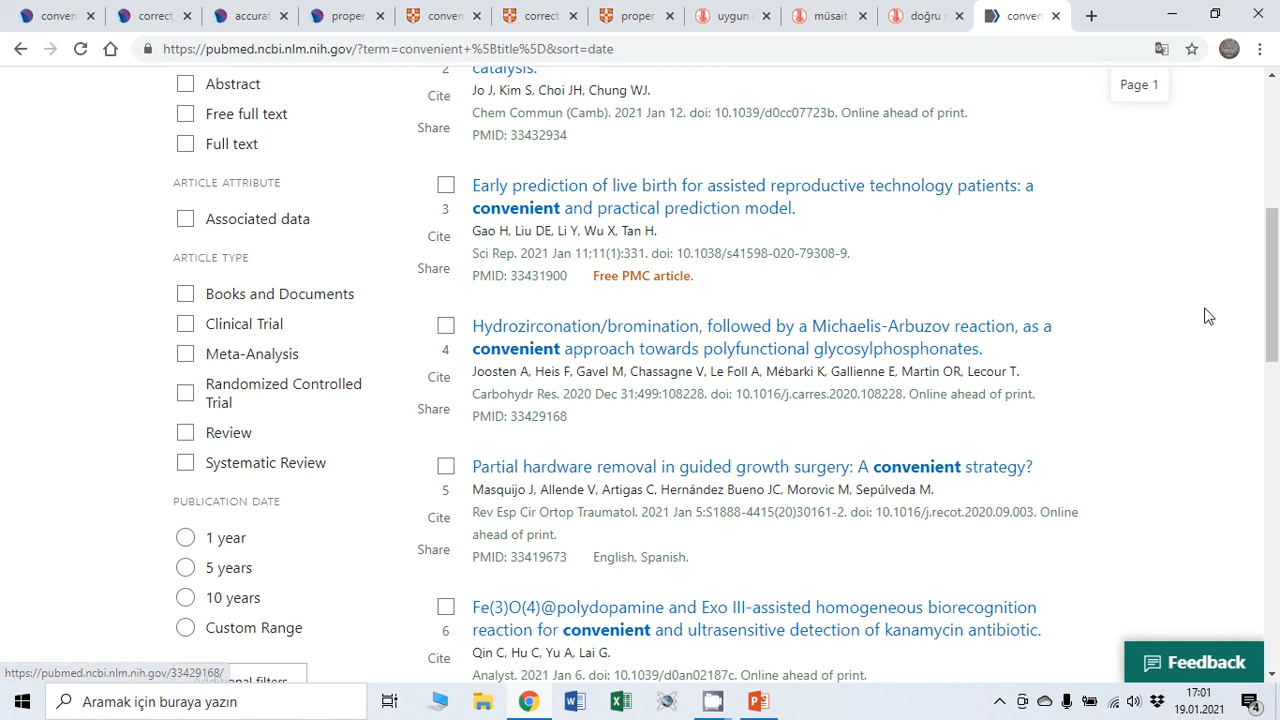 conven
correct
accurat
proper
conven
correct
proper
uygun
müsait
doğru
conven
https://pubmed.ncbi.nlm.nih.gov/?term=convenient+%5Btitle%5D&sort=date
Page 1
Abstract
Free full text
Full text
ARTICLE ATTRIBUTE
Associated data
ARTICLE TYPE
Books and Documents
Clinical Trial
Meta-Analysis
Randomized Controlled
Trial
Review
Systematic Review
PUBLICATION DATE
1 year
5 years
10 years
Custom Range
2
Cite
Share
catalysis.
Jo J, Kim S, Choi JH, Chung WJ.
Chem Commun (Camb). 2021 Jan 12. doi: 10.1039/d0cc07723b. Online ahead of print.
PMID: 33432934
3
Cite
Share
Early prediction of live birth for assisted reproductive technology patients: a
convenient and practical prediction model.
Gao H, Liu DE, Li Y, Wu X, Tan H.
Sci Rep. 2021 Jan 11;11(1):331. doi: 10.1038/s41598-020-79308-9.
PMID: 33431900 Free PMC article.
4
Cite
Share
Hydrozirconation/bromination, followed by a Michaelis-Arbuzov reaction, as a
convenient approach towards polyfunctional glycosylphosphonates.
Joosten A, Heis F, Gavel M, Chassagne V, Le Foll A, Mébarki K, Gallienne E, Martin OR, Lecour T.
Carbohydr Res. 2020 Dec 31;499:108228. doi: 10.1016/j.carres.2020.108228. Online ahead of print.
PMID: 33429168
5
Cite
Share
Partial hardware removal in guided growth surgery: A convenient strategy?
Masquijo J, Allende V, Artigas C, Hernández Bueno JC, Morovic M, Sepúlveda M.
Rev Esp Cir Ortop Traumatol. 2021 Jan 5:S1888-4415(20)30161-2. doi: 10.1016/j.recot.2020.09.003. Online
ahead of print.
PMID: 33419673 English, Spanish.
6
Cite
Fe(3)O(4)@polydopamine and Exo III-assisted homogeneous biorecognition
reaction for convenient and ultrasensitive detection of kanamycin antibiotic.
Qin C, Hu C, Yu A, Lai G.
Analyst. 2021 Jan 6. doi: 10.1039/d0an02187c. Online ahead of print.
Feedback
https://pubmed.ncbi.nlm.nih.gov/33429168/
filters
Aramak için buraya yazın
17:01
19.01.2021
4